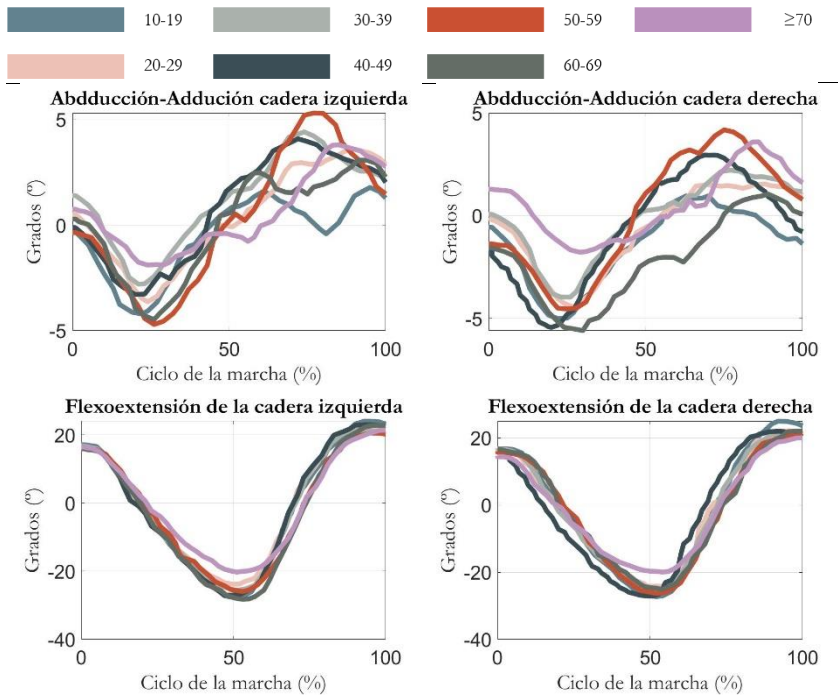 10-19 30-39 50-59 ≥70
20-29 40-49 60-69
Abdducción-Addución cadera izquierda
5
0
-5
Grados (º)
0 50 100
Ciclo de la marcha (%)
Abdducción-Addución cadera derecha
5
0
-5
Grados (º)
0 50 100
Ciclo de la marcha (%)
Flexoextensión de la cadera izquierda
20
0
-20
-40
Grados (º)
0 50 100
Ciclo de la marcha (%)
Flexoextensión de la cadera derecha
20
0
-20
-40
Grados (º)
0 50 100
Ciclo de la marcha (%)